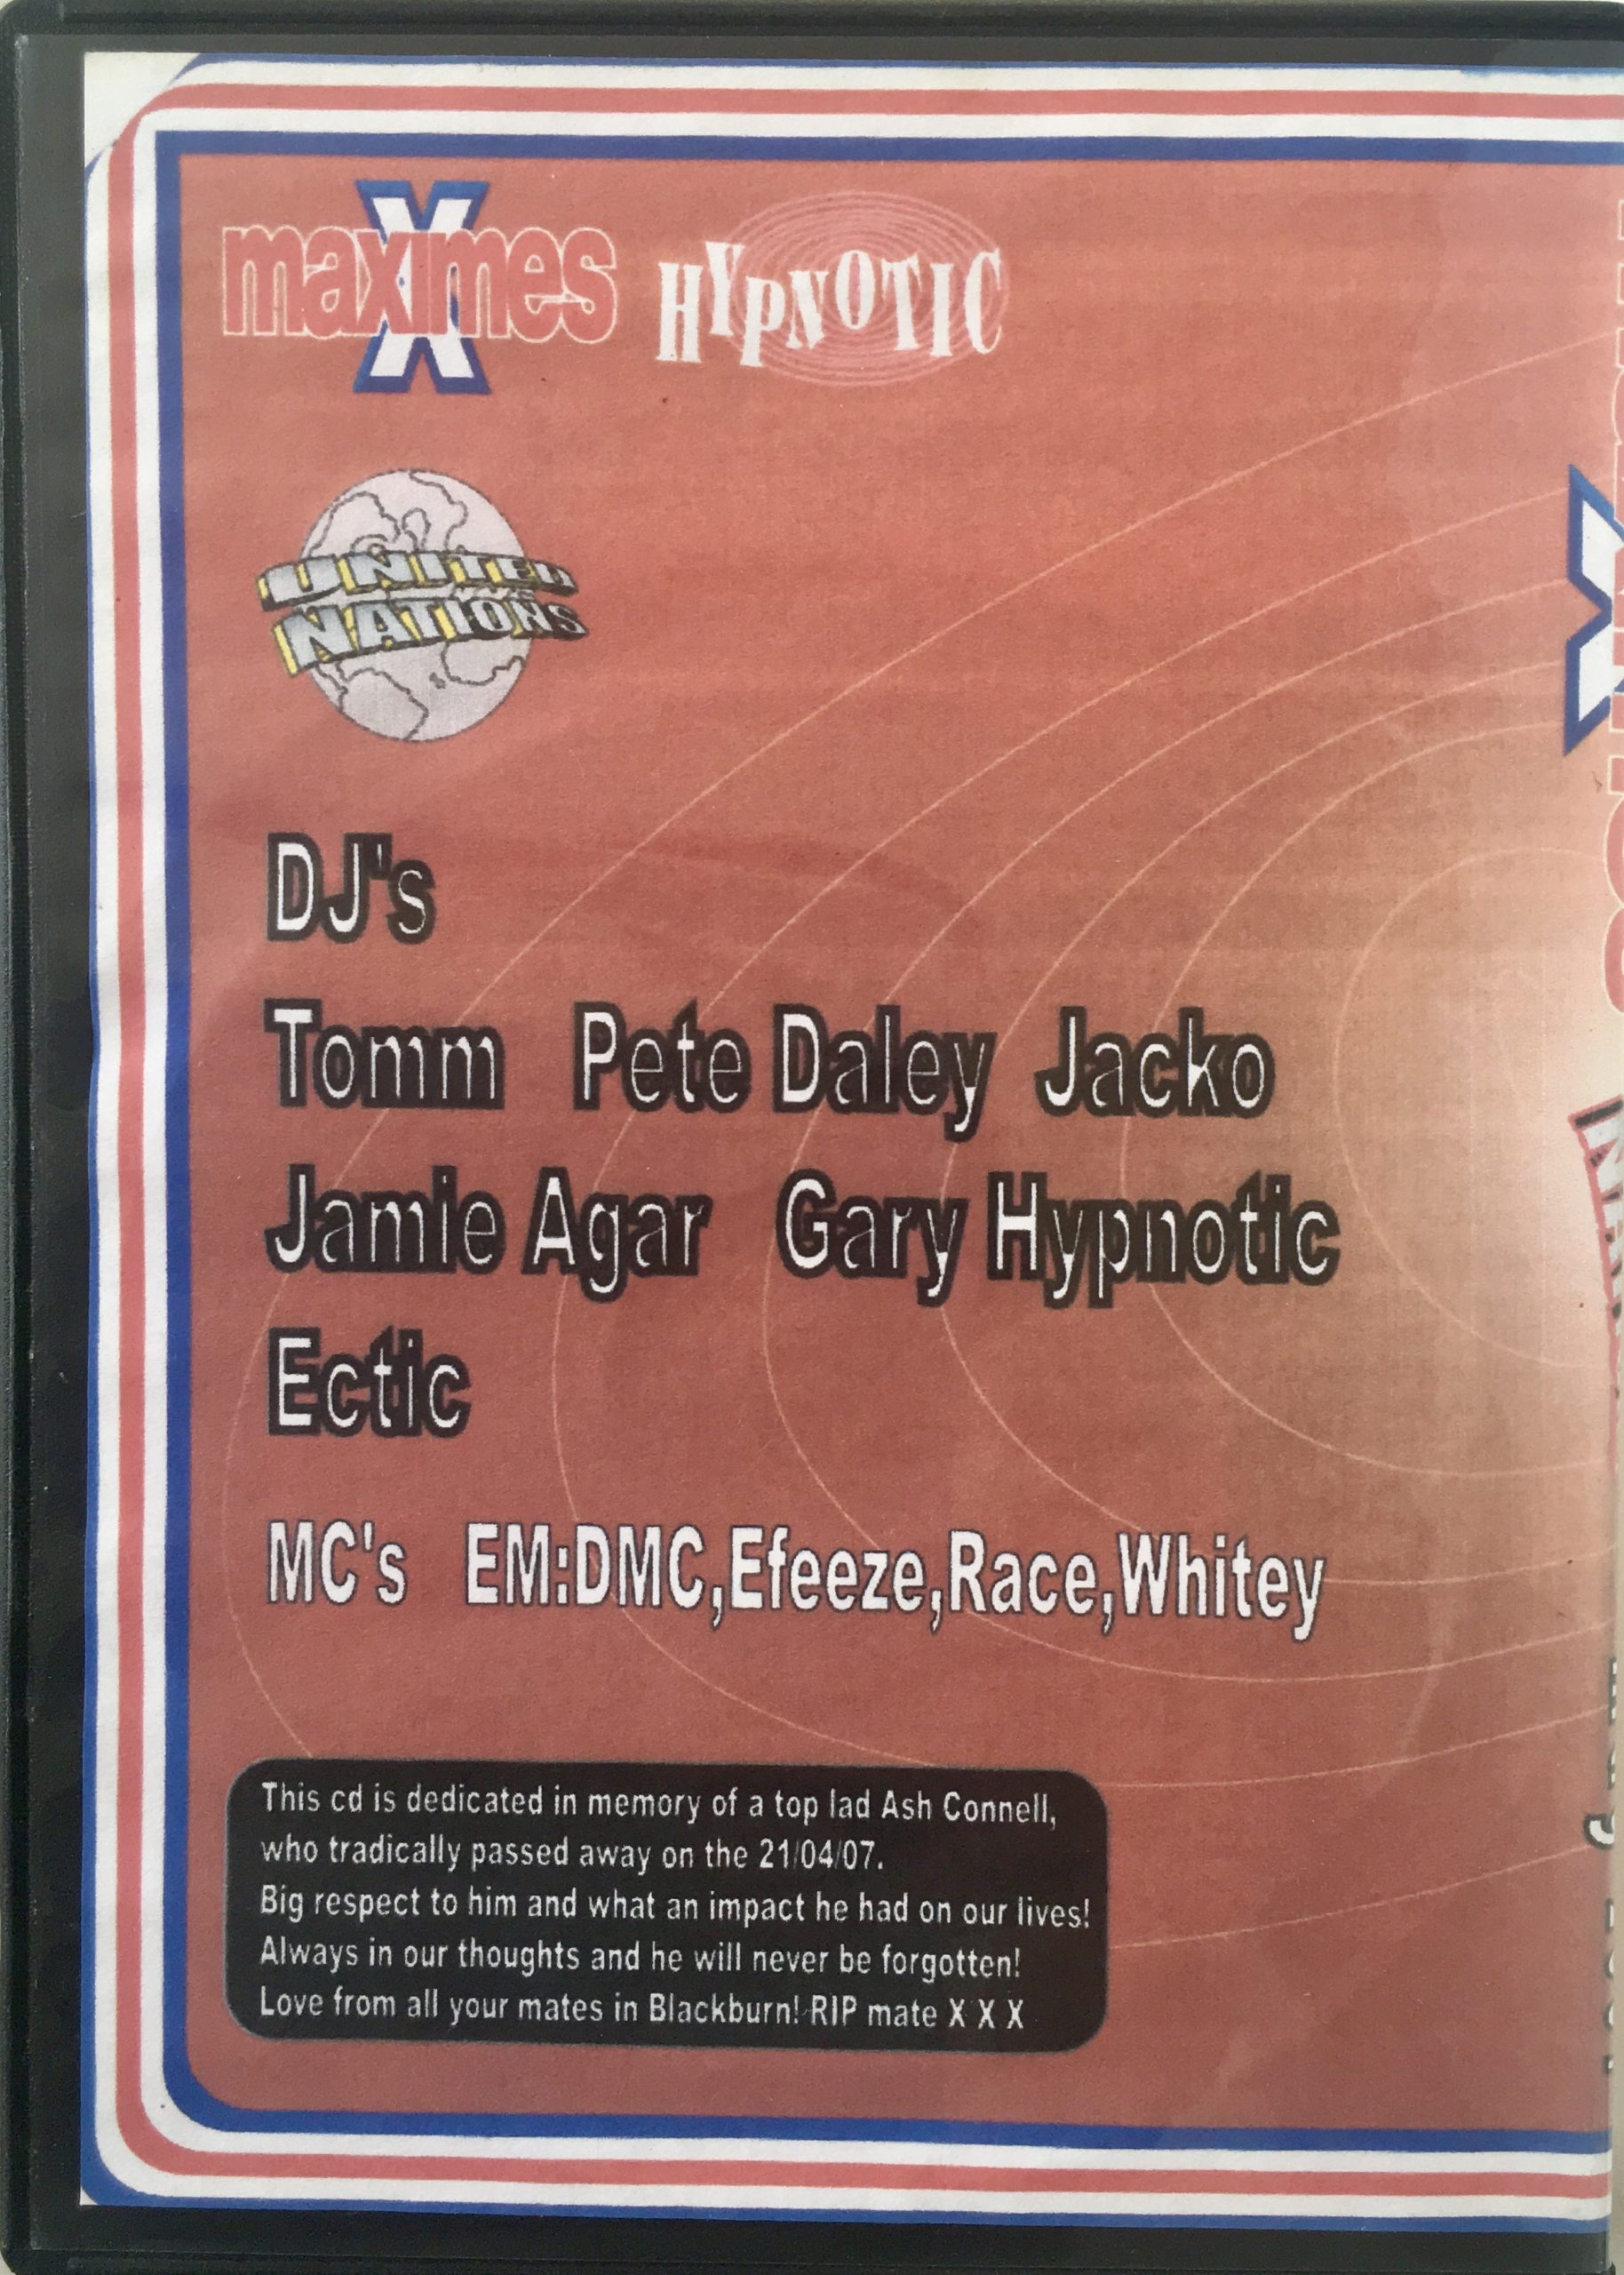 maximes
X
HYPNOTIC
UNITED
NATIONS
DJ's
Tomm Pete Daley Jacko
Jamie Agar Gary Hypnotic
Ectic
MC's EM:DMC,Efeeze,Race,Whitey
This cd is dedicated in memory of a top lad Ash Connell,
who tradically passed away on the 21/04/07.
Big respect to him and what an impact he had on our lives!
Always in our thoughts and he will never be forgotten!
Love from all your mates in Blackburn! RIP mate X X X